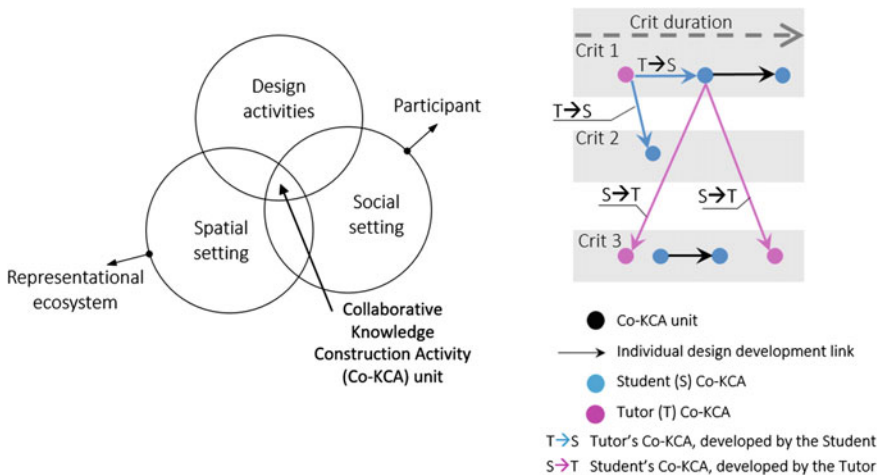 Design
activities
Participant
Spatial
setting
Social
setting
Representational
ecosystem
Collaborative
Knowledge
Construction Activity
(Co-KCA) unit
Crit duration
Crit 1
T→S
T→S
Crit 2
S→T
S→T
Crit 3
Co-KCA unit
Individual design development link
Student (S) Co-KCA
Tutor (T) Co-KCA
T→S Tutor's Co-KCA, developed by the Student
S→T Student's Co-KCA, developed by the Tutor